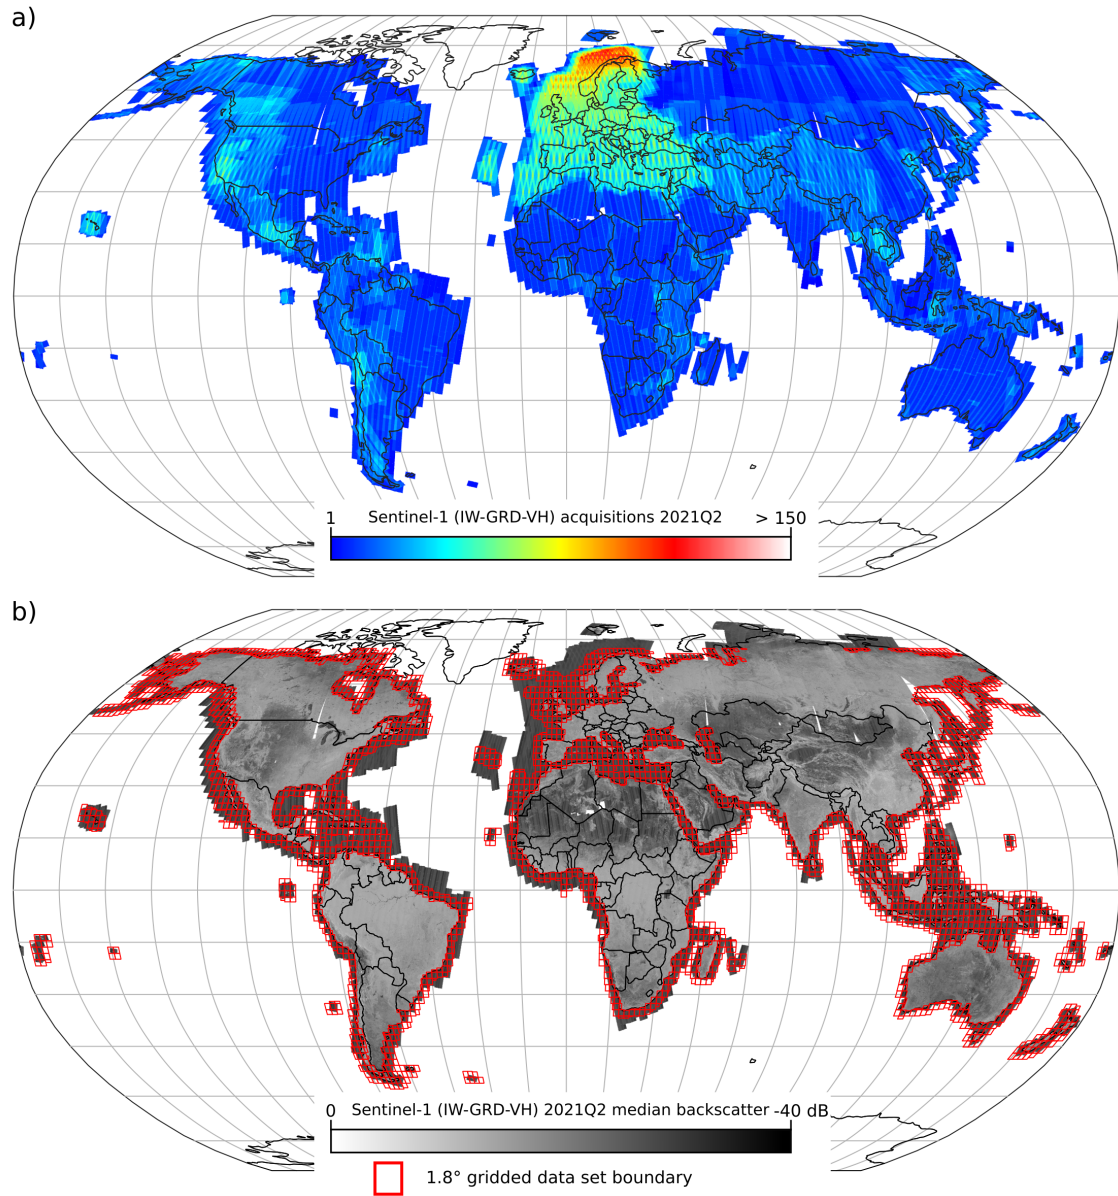 a)
1 Sentinel-1 (IW-GRD-VH) acquisitions 2021Q2 > 150
b)
0 Sentinel-1 (IW-GRD-VH) 2021Q2 median backscatter -40 dB
1.8° gridded data set boundary